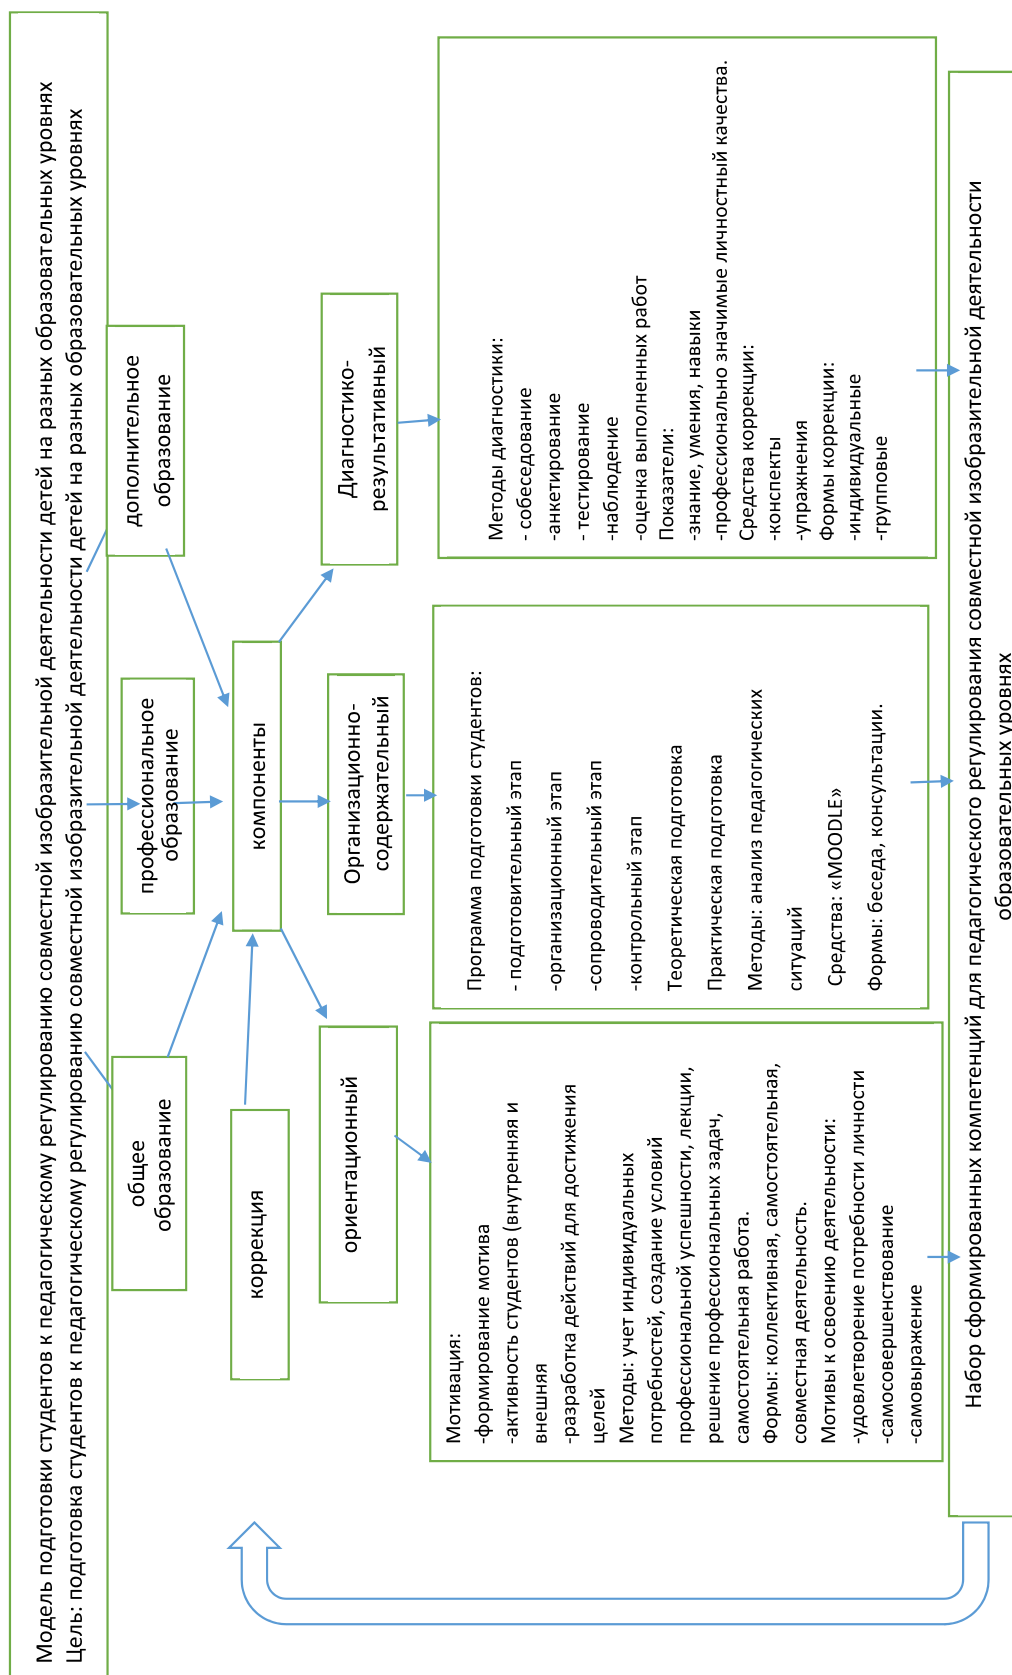 Модель подготовки студентов к педагогическому регулированию совместной изобразительной деятельности детей на разных образовательных уровнях
Цель: подготовка студентов к педагогическому регулированию совместной изобразительной деятельности детей на разных образовательных уровнях
общее
образование
профессиональное
образование
дополнительное
образование
коррекция
компоненты
ориентационный
Организационно-
содержательный
Диагностико-
результативный
Мотивация:
-формирование мотива
-активность студентов (внутренняя и
внешняя
-разработка действий для достижения
целей
Методы: учет индивидуальных
потребностей, создание условий
профессиональной успешности, лекции,
решение профессиональных задач,
самостоятельная работа.
Формы: коллективная, самостоятельная,
совместная деятельность.
Мотивы к освоению деятельности:
-удовлетворение потребности личности
-самосовершенствование
-самовыражение
Программа подготовки студентов:
- подготовительный этап
-организационный этап
-сопроводительный этап
-контрольный этап
Теоретическая подготовка
Практическая подготовка
Методы: анализ педагогических
ситуаций
Средства: «MOODLE»
Формы: беседа, консультации.
Методы диагностики:
- собеседование
-анкетирование
- тестирование
-наблюдение
-оценка выполненных работ
Показатели:
-знание, умения, навыки
-профессионально значимые личностный качества.
Средства коррекции:
-конспекты
-упражнения
Формы коррекции:
-индивидуальные
-групповые
Набор сформированных компетенций для педагогического регулирования совместной изобразительной деятельности
образовательных уровнях